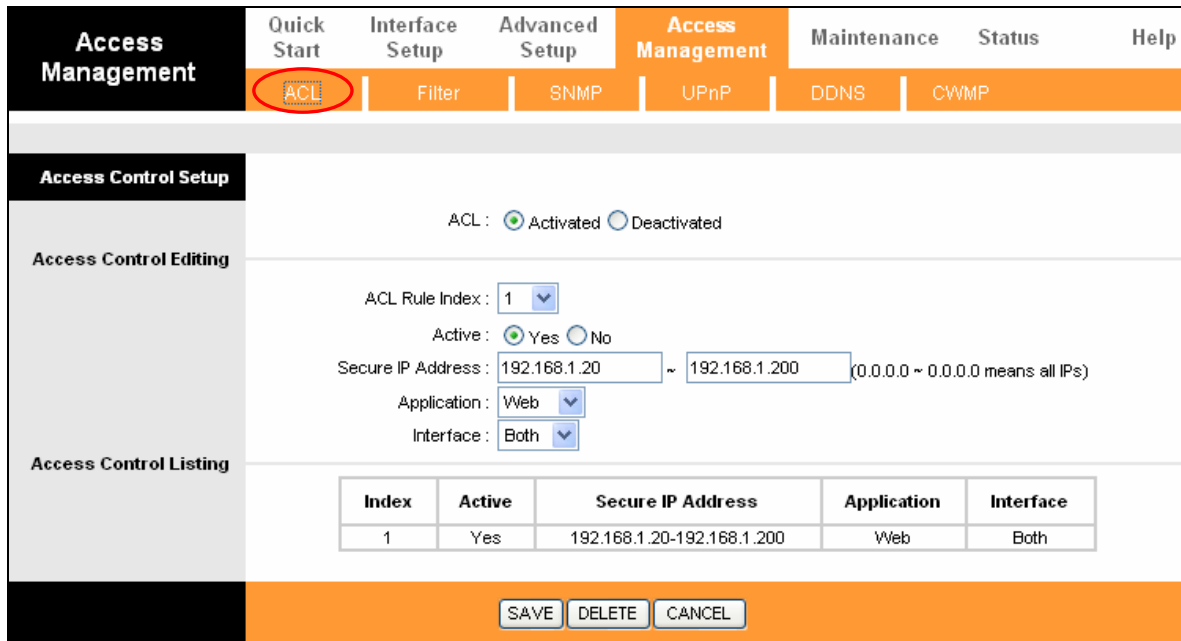 Access Management
Quick Start
Interface Setup
Advanced Setup
Access Management
Maintenance
Status
Help
ACL
Filter
SNMP
UPnP
DDNS
CWMP
Access Control Setup
ACL : Activated Deactivated
Access Control Editing
ACL Rule Index : 1
Active : Yes No
Secure IP Address : 192.168.1.20 ~ 192.168.1.200 (0.0.0.0 ~ 0.0.0.0 means all IPs)
Application : Web
Interface : Both
Access Control Listing
Index Active Secure IP Address Application Interface
1 Yes 192.168.1.20-192.168.1.200 Web Both
SAVE DELETE CANCEL